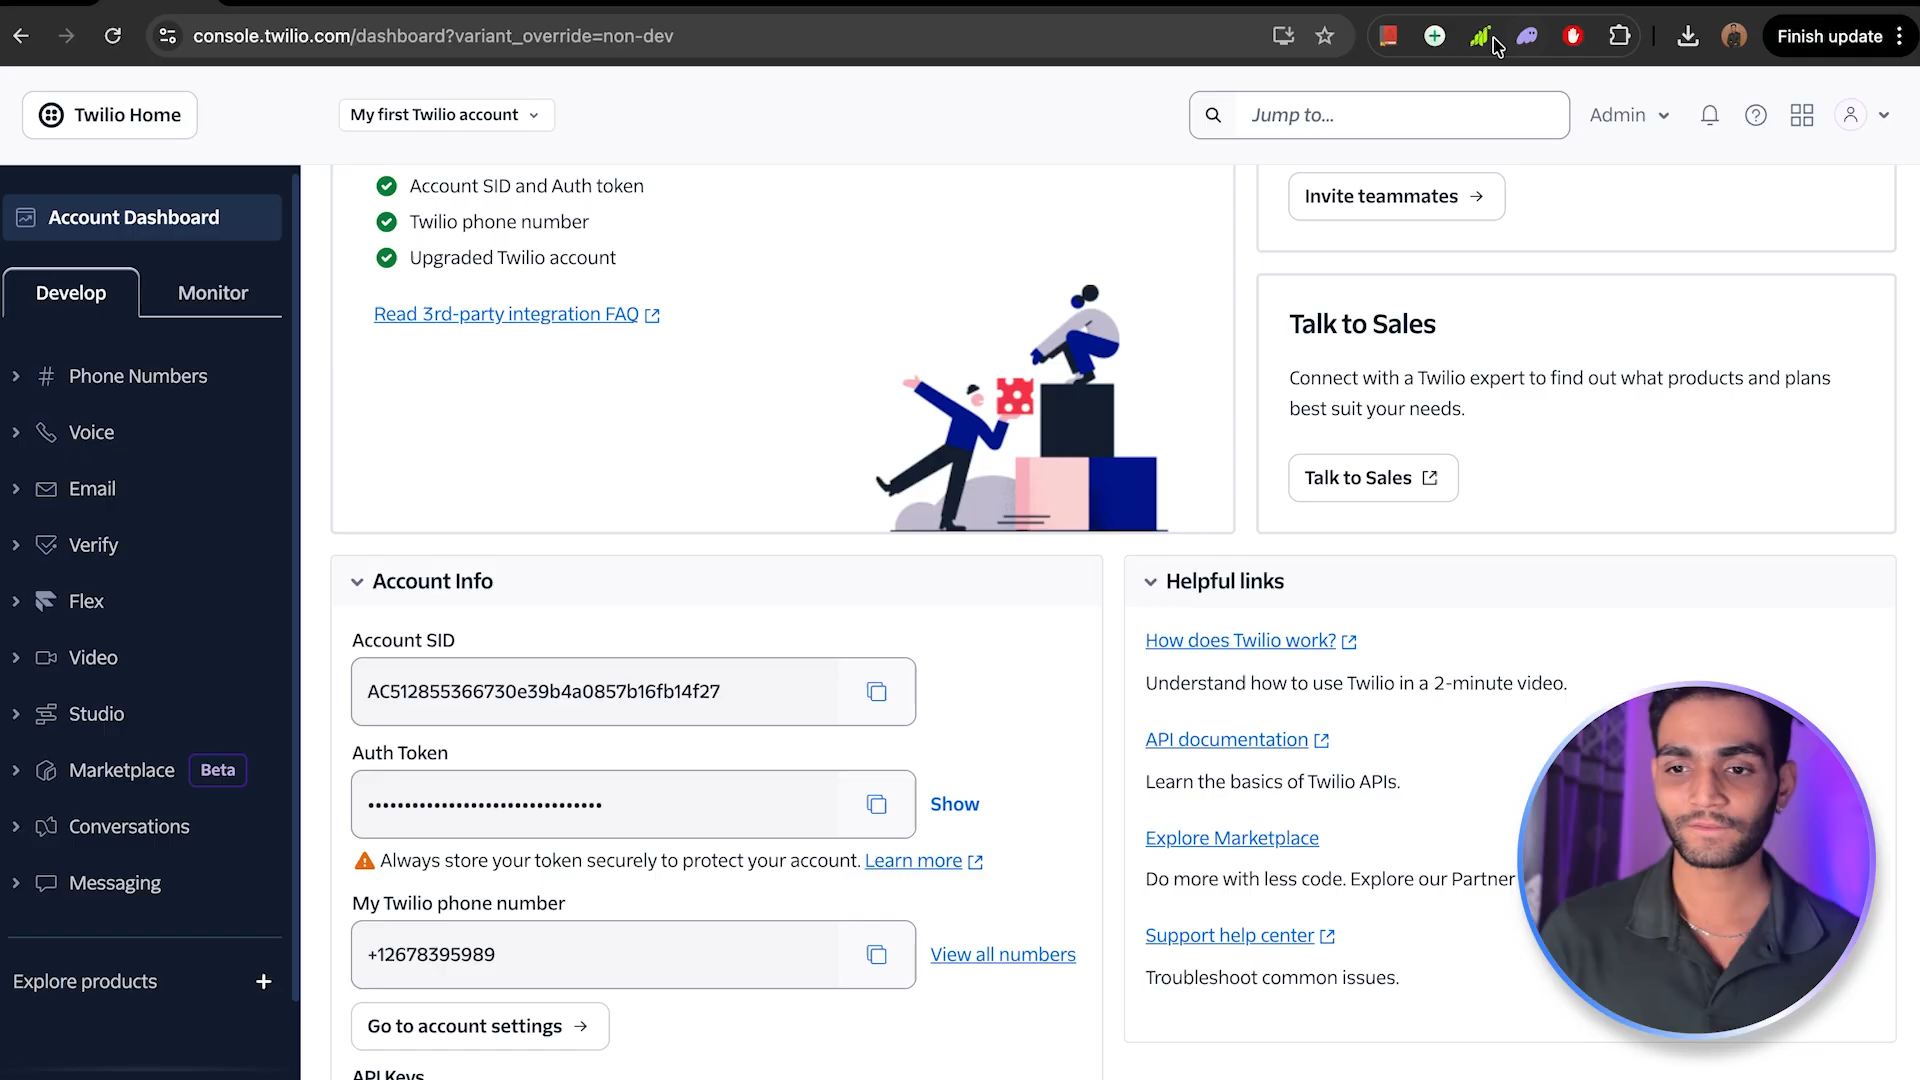 console.twilio.com/dashboard?variant_override=non-dev
Finish update
Twilio Home
My first Twilio account
Jump to...
Admin
Account Dashboard
Develop
Monitor
Phone Numbers
Voice
Email
Verify
Flex
Video
Studio
Marketplace
Beta
Conversations
Messaging
Explore products
Account SID and Auth token
Twilio phone number
Upgraded Twilio account
Read 3rd-party integration FAQ
Invite teammates
Talk to Sales
Connect with a Twilio expert to find out what products and plans
best suit your needs.
Talk to Sales
Account Info
Account SID
AC512855366730e39b4a0857b16fb14f27
Auth Token
••••••••••••••••••••••••••••••••
Show
Always store your token securely to protect your account. Learn more
My Twilio phone number
+12678395989
View all numbers
Go to account settings
API Keys
Helpful links
How does Twilio work?
Understand how to use Twilio in a 2-minute video.
API documentation
Learn the basics of Twilio APIs.
Explore Marketplace
Do more with less code. Explore our Partner
Support help center
Troubleshoot common issues.